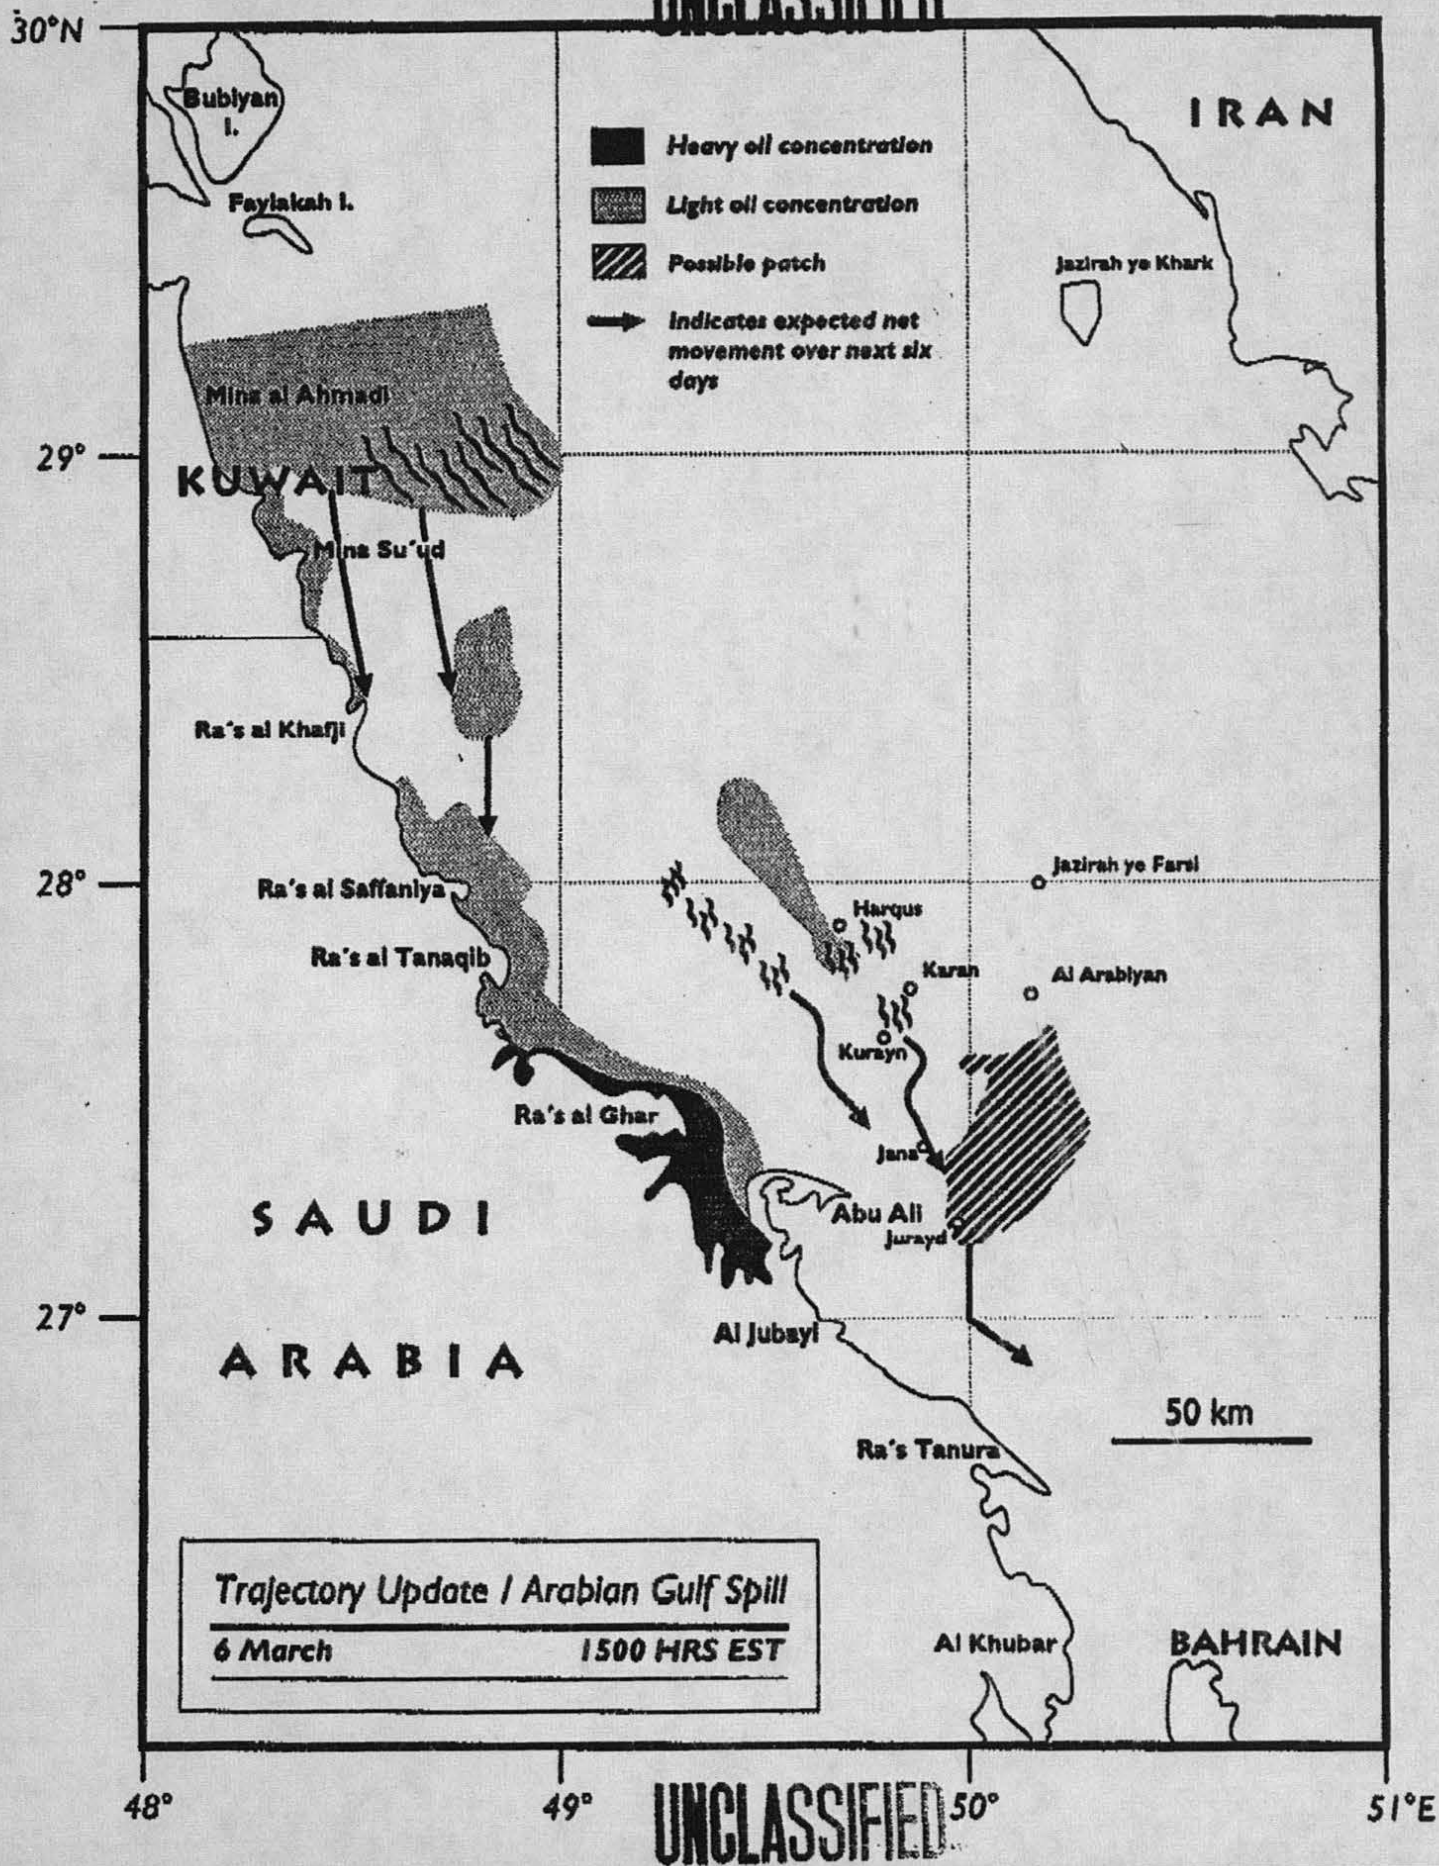 UNCLASSIFIED
30°N
Bubiyan
I.
IRAN
Heavy oil concentration
Faylakah I.
Light oil concentration
Possible patch
Jazirah ye Khark
Indicates expected net
movement over next six
days
Mina al Ahmadi
29°
KUWAIT
Mina Su'ud
Ra's al Khafji
28°
Jazirah ye Farsi
Ra's al Saffaniya
Harqus
Ra's al Tanaqib
Karan
Al Arabiyan
Kurayn
Ra's al Ghar
Jana
SAUDI
Abu Ali
Jurayd
27°
Al Jubayl
ARABIA
50 km
Ra's Tanura
Trajectory Update / Arabian Gulf Spill
6 March 1500 HRS EST
Al Khubar
BAHRAIN
48°
49°
50°
51°E
UNCLASSIFIED